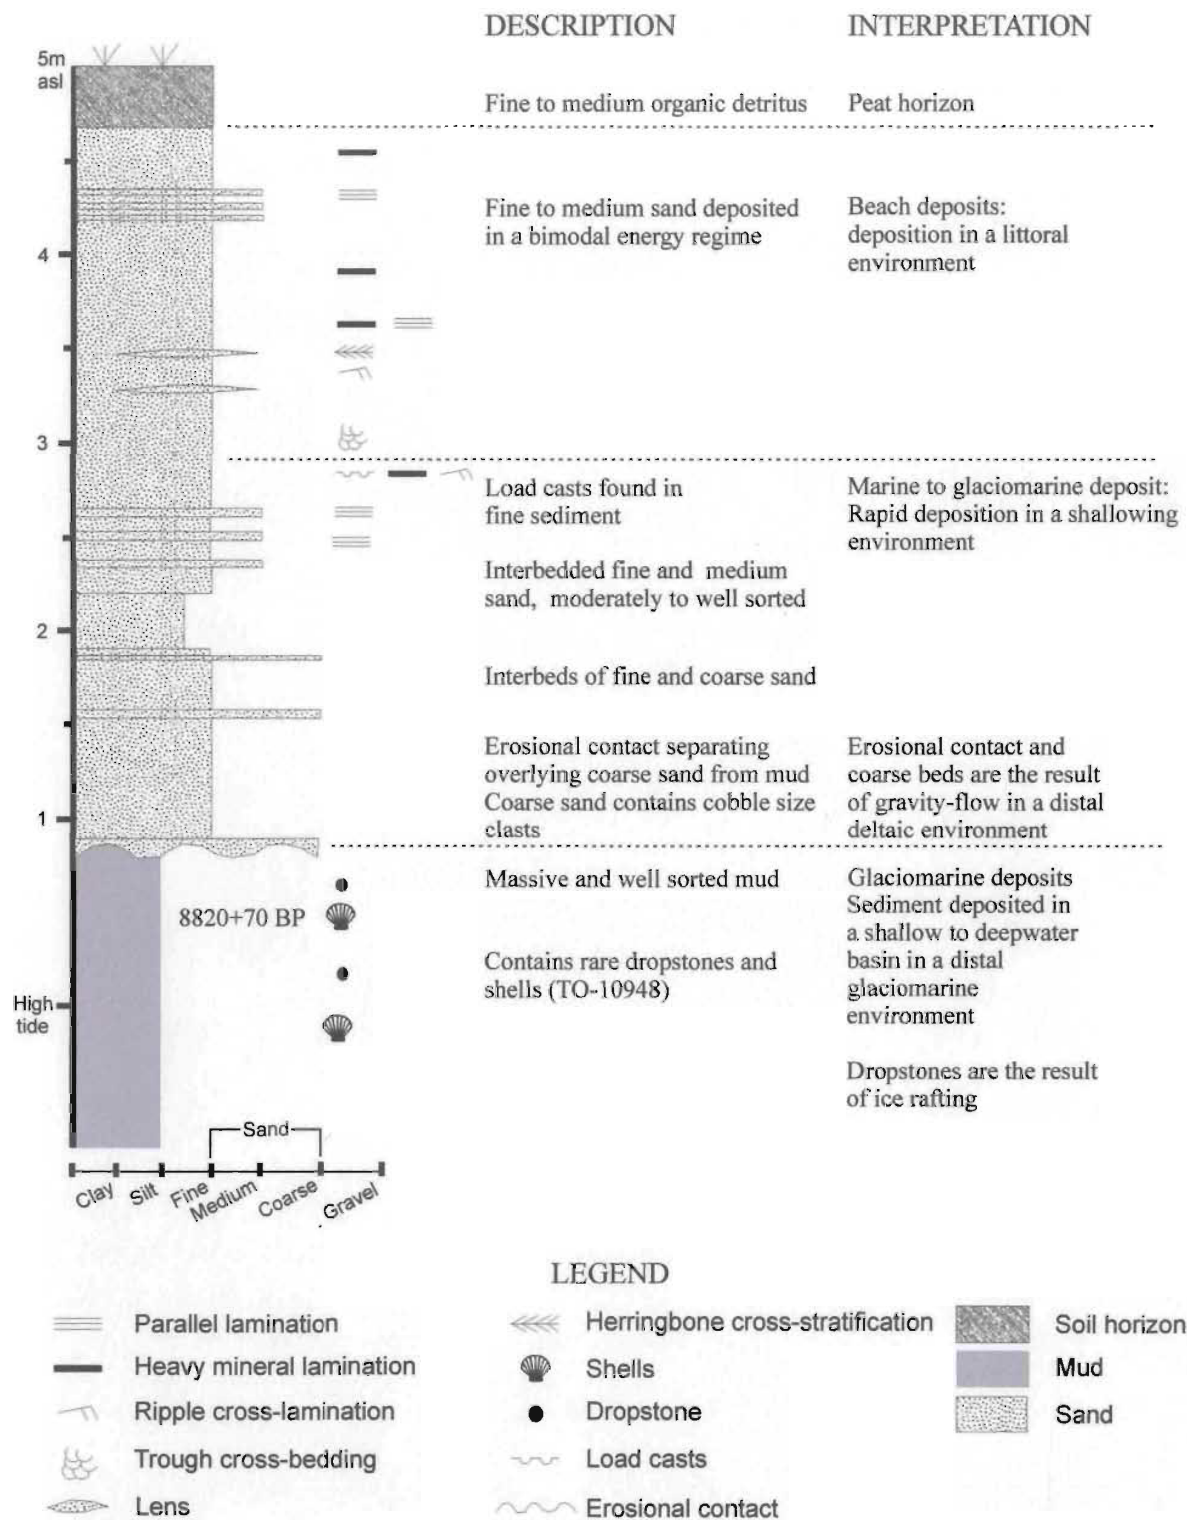 DESCRIPTION
INTERPRETATION
5m
asl
Fine to medium organic detritus
Peat horizon
Fine to medium sand deposited
in a bimodal energy regime
Beach deposits:
deposition in a littoral
environment
4
3
Load casts found in
fine sediment
Marine to glaciomarine deposit:
Rapid deposition in a shallowing
environment
Interbedded fine and medium
sand, moderately to well sorted
2
Interbeds of fine and coarse sand
Erosional contact separating
overlying coarse sand from mud
Coarse sand contains cobble size
clasts
Erosional contact and
coarse beds are the result
of gravity-flow in a distal
deltaic environment
1
Massive and well sorted mud
8820+70 BP
Contains rare dropstones and
shells (TO-10948)
Glaciomarine deposits
Sediment deposited in
a shallow to deepwater
basin in a distal
glaciomarine
environment
High
tide
Dropstones are the result
of ice rafting
Sand
Clay
Silt
Fine
Medium
Coarse
Gravel
LEGEND
Parallel lamination
Heavy mineral lamination
Ripple cross-lamination
Trough cross-bedding
Lens
Herringbone cross-stratification
Shells
Dropstone
Load casts
Erosional contact
Soil horizon
Mud
Sand